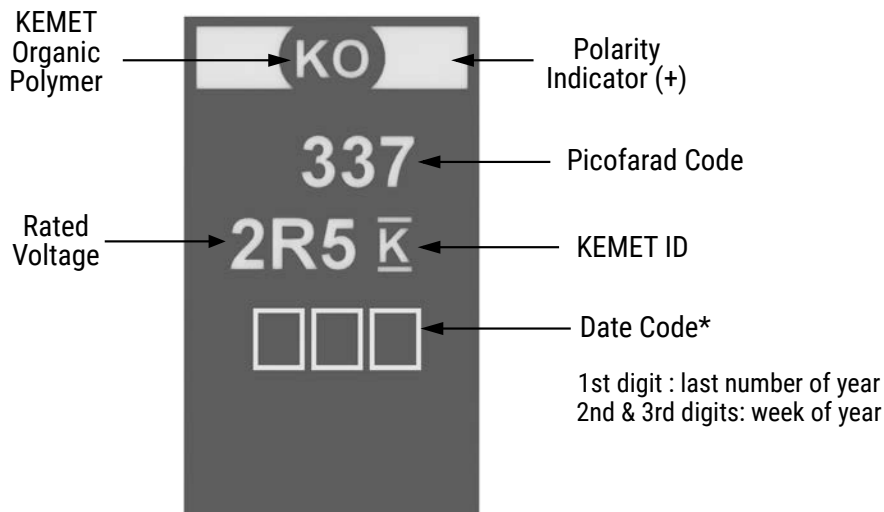 KEMET
Organic
Polymer
KO
Polarity
Indicator (+)
337
Picofarad Code
Rated
Voltage
2R5 K
KEMET ID
Date Code*
1st digit : last number of year
2nd & 3rd digits: week of year